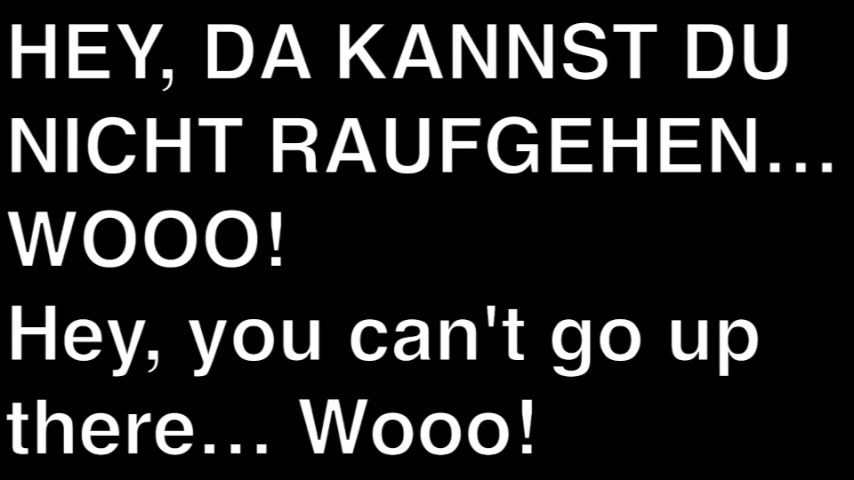 HEY, DA KANNST DU
NICHT RAUFGEHEN...
WOOO!
Hey, you can't go up
there... Wooo!